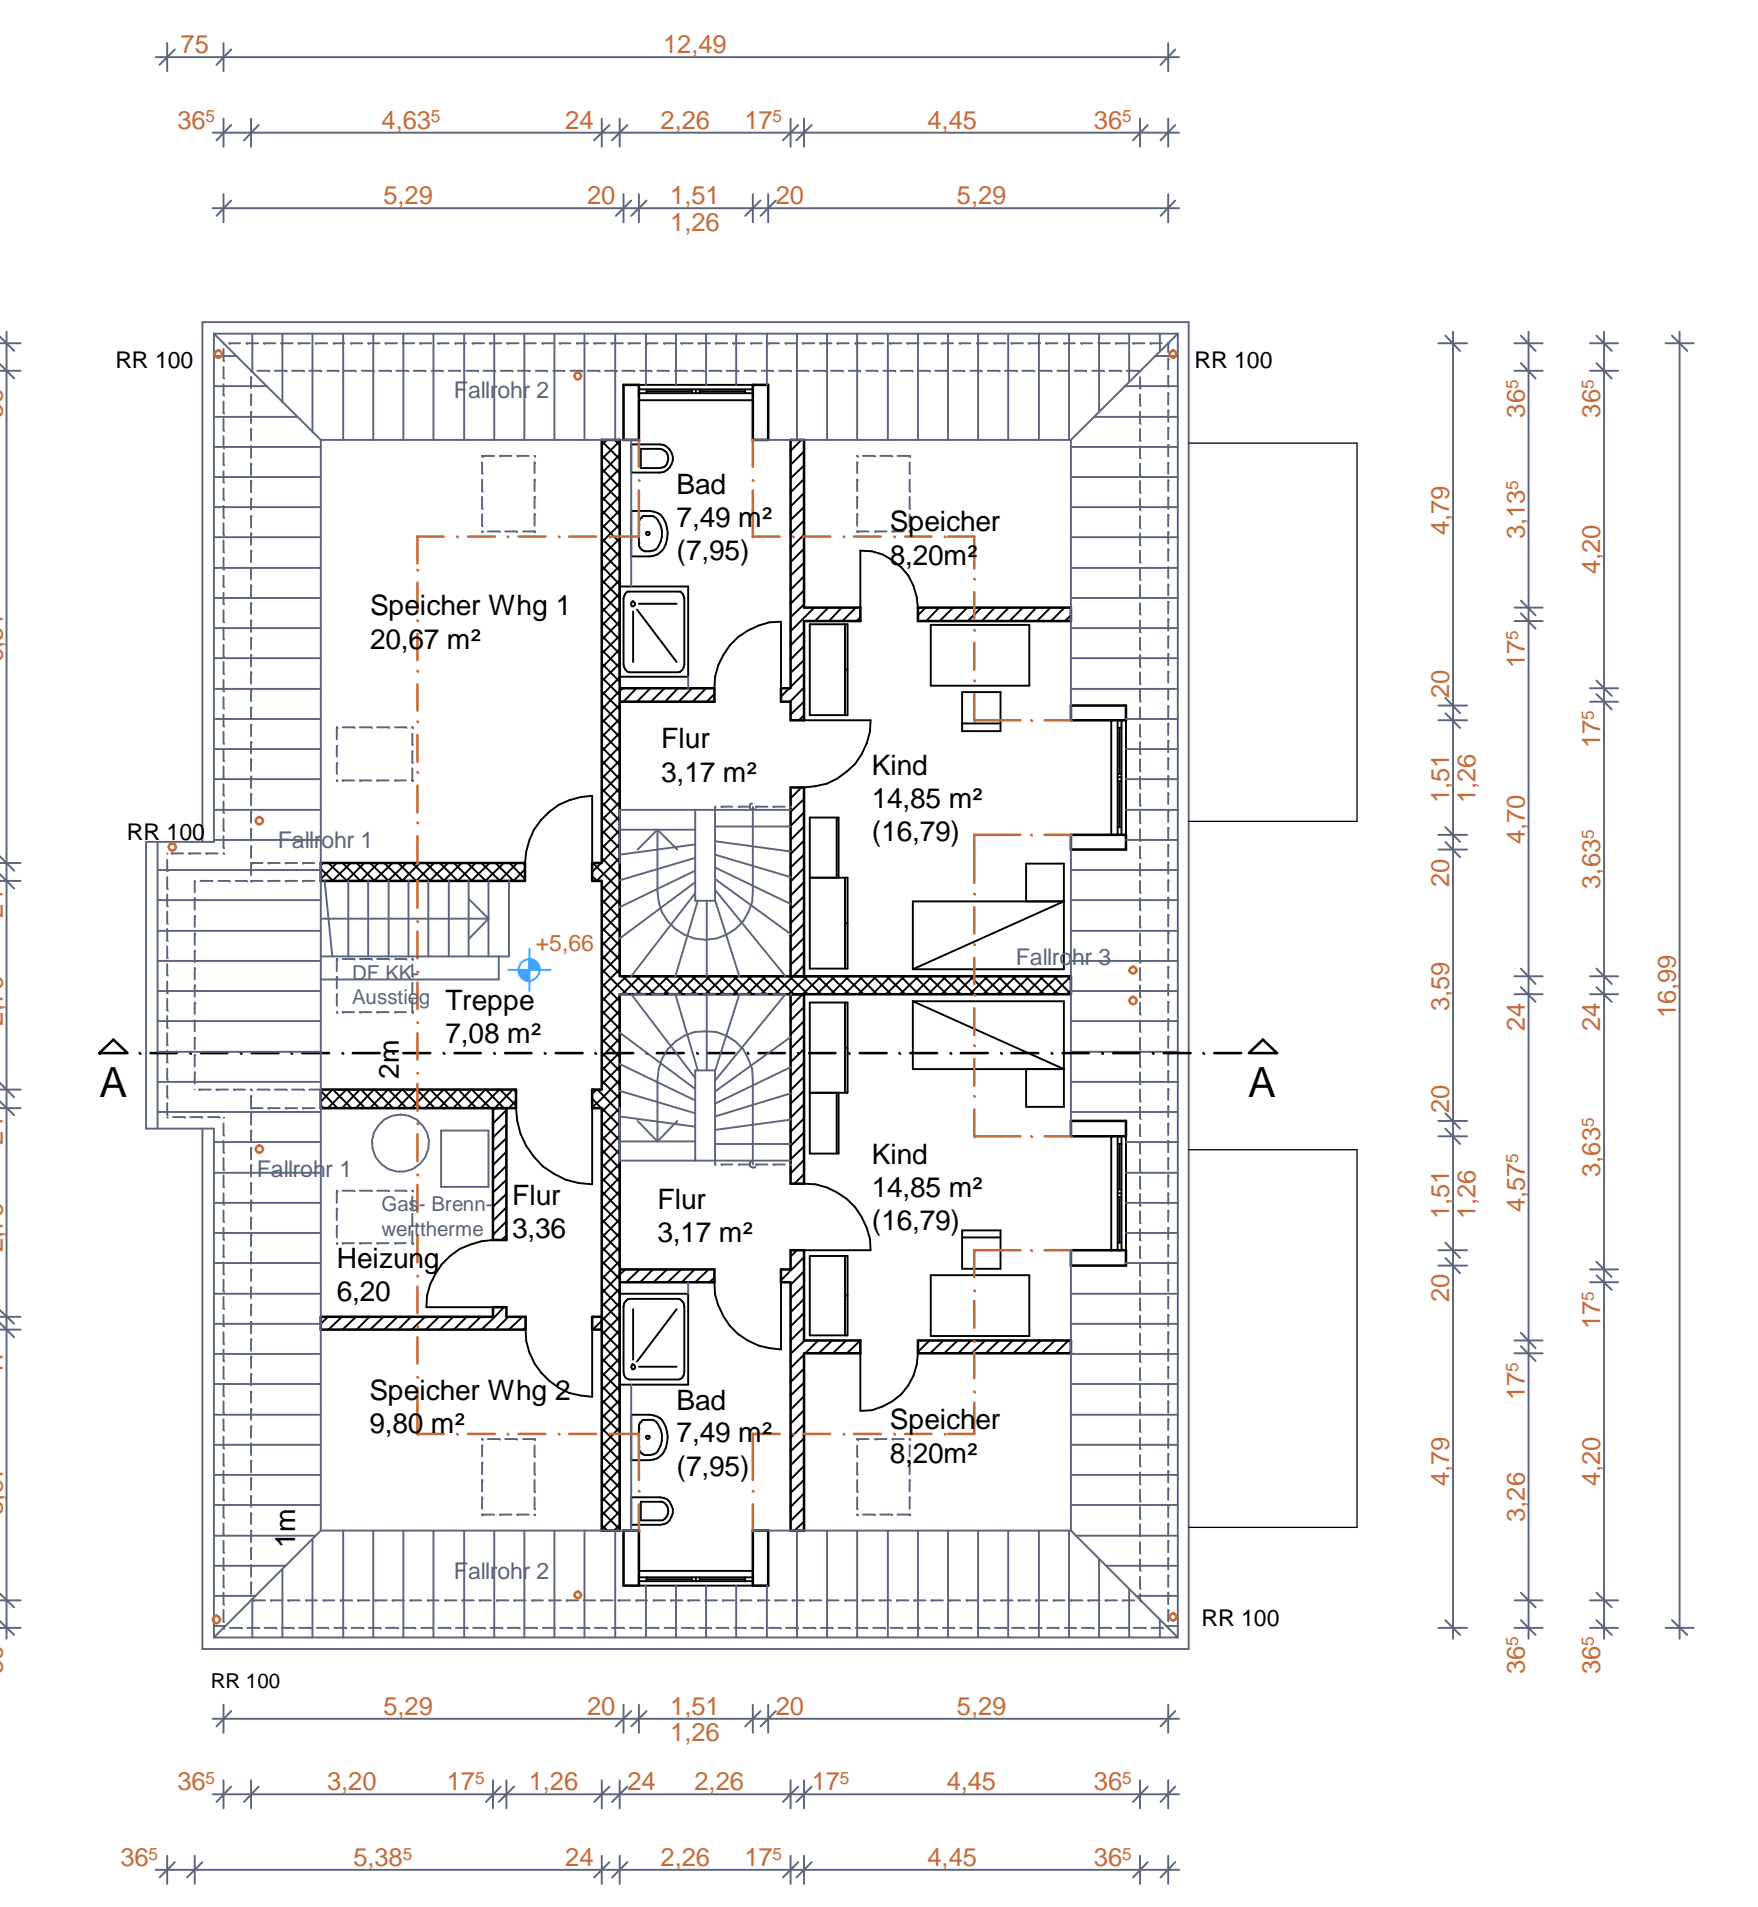 75 12,49
36⁵ 4,63⁵ 24 2,26 17⁵ 4,45 36⁵
5,29 20 1,51 20 5,29
1,26
RR 100
RR 100
Fallrohr 2
Bad
7,49 m²
(7,95)
Speicher
8,20m²
Speicher Whg 1
20,67 m²
Flur
3,17 m²
Kind
14,85 m²
(16,79)
RR 100
Fallrohr 1
+5,66
DF KK-
Ausstieg
Fallrohr 3
Treppe
7,08 m²
2m
A
A
Fallrohr 1
Gas- Brenn-
werttherme
Flur
3,36
Heizung
6,20
Flur
3,17 m²
Kind
14,85 m²
(16,79)
Speicher Whg 2
9,80 m²
Bad
7,49 m²
(7,95)
Speicher
8,20m²
1m
Fallrohr 2
RR 100
RR 100
4,79 20 1,51 20 3,59 20 1,51 20 4,79
1,26 1,26
36⁵ 3,13⁵ 17⁵ 4,70 24 4,57⁵ 17⁵ 3,26 36⁵
36⁵ 4,20 17⁵ 3,63⁵ 24 3,63⁵ 17⁵ 4,20 36⁵
16,99
5,29 20 1,51 20 5,29
1,26
36⁵ 3,20 17⁵ 1,26 24 2,26 17⁵ 4,45 36⁵
36⁵ 5,38⁵ 24 2,26 17⁵ 4,45 36⁵